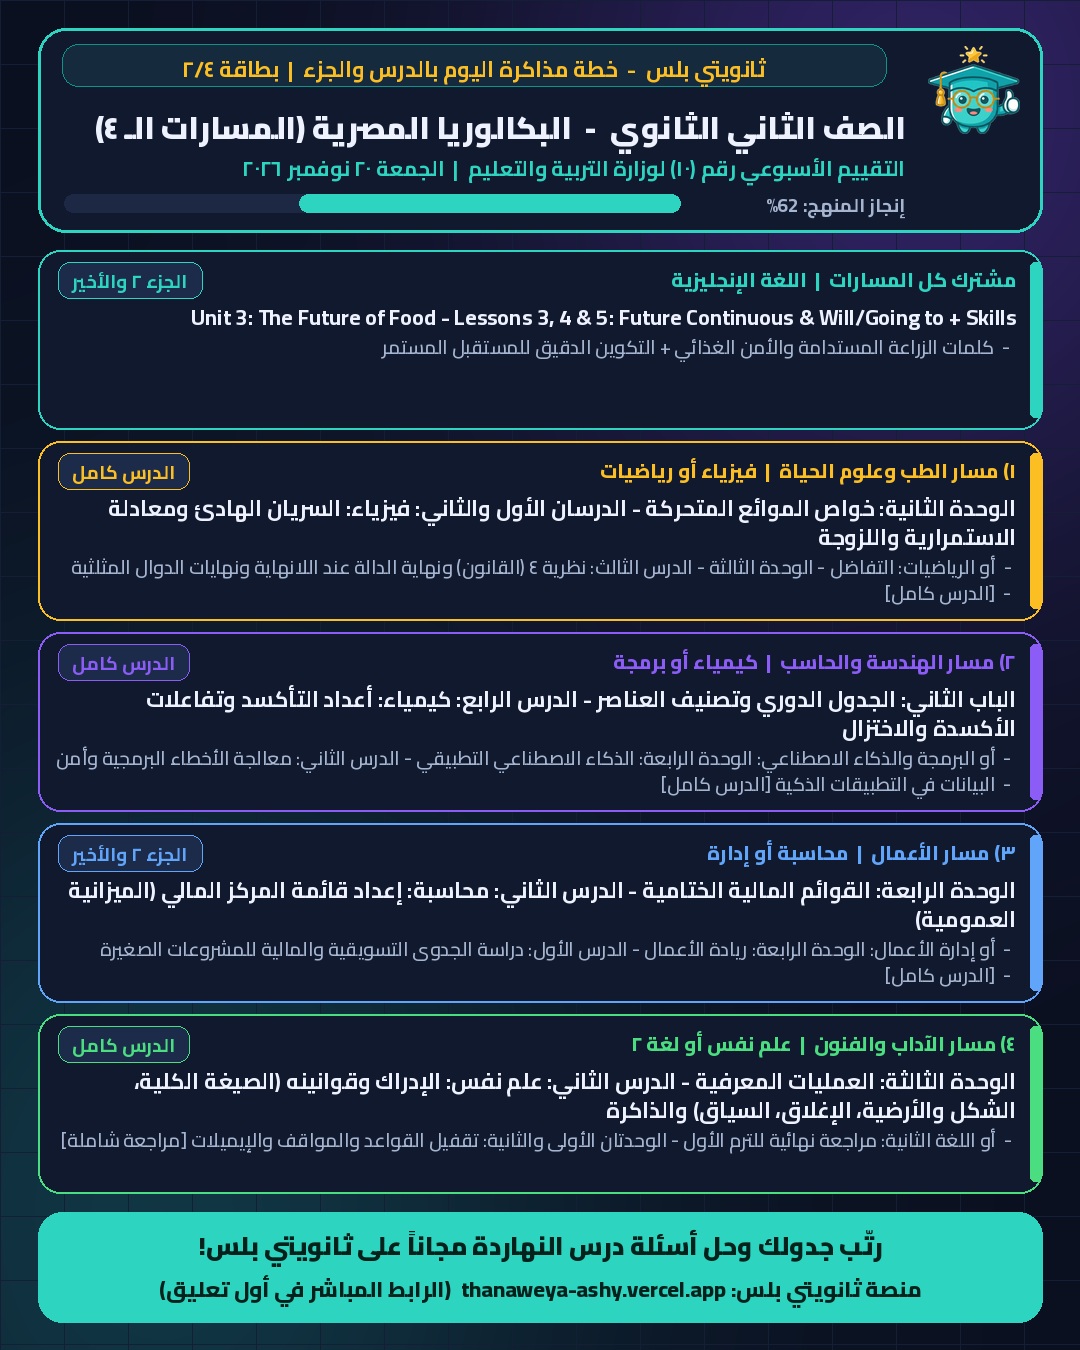 ثانويتي بلس - خطة مذاكرة اليوم بالدرس والجزء | بطاقة ٢/٤
الصف الثاني الثانوي - البكالوريا المصرية (المسارات الـ ٤)
التقييم الأسبوعي رقم (١٠) لوزارة التربية والتعليم | الجمعة ٢٠ نوفمبر ٢٠٢٦
إنجاز المنهج: 62%
مشترك كل المسارات | اللغة الإنجليزية
الجزء ٢ والأخير
Unit 3: The Future of Food - Lessons 3, 4 & 5: Future Continuous & Will/Going to + Skills
- كلمات الزراعة المستدامة والأمن الغذائي + التكوين الدقيق للمستقبل المستمر
١) مسار الطب وعلوم الحياة | فيزياء أو رياضيات
الدرس كامل
الوحدة الثانية: خواص الموائع المتحركة - الدرسان الأول والثاني: فيزياء: السريان الهادئ ومعادلة
الاستمرارية واللزوجة
- أو الرياضيات: التفاضل - الوحدة الثالثة - الدرس الثالث: نظرية ٤ (القانون) ونهاية الدالة عند اللانهاية ونهايات الدوال المثلثية
- [الدرس كامل]
٢) مسار الهندسة والحاسب | كيمياء أو برمجة
الدرس كامل
الباب الثاني: الجدول الدوري وتصنيف العناصر - الدرس الرابع: كيمياء: أعداد التأكسد وتفاعلات
الأكسدة والاختزال
- أو البرمجة والذكاء الاصطناعي: الوحدة الرابعة: الذكاء الاصطناعي التطبيقي - الدرس الثاني: معالجة الأخطاء البرمجية وأمن
- البيانات في التطبيقات الذكية [الدرس كامل]
٣) مسار الأعمال | محاسبة أو إدارة
الجزء ٢ والأخير
الوحدة الرابعة: القوائم المالية الختامية - الدرس الثاني: محاسبة: إعداد قائمة المركز المالي (الميزانية
العمومية)
- أو إدارة الأعمال: الوحدة الرابعة: ريادة الأعمال - الدرس الأول: دراسة الجدوى التسويقية والمالية للمشروعات الصغيرة
- [الدرس كامل]
٤) مسار الآداب والفنون | علم نفس أو لغة ٢
الدرس كامل
الوحدة الثالثة: العمليات المعرفية - الدرس الثاني: علم نفس: الإدراك وقوانينه (الصيغة الكلية،
الشكل والأرضية، الإغلاق، السياق) والذاكرة
- أو اللغة الثانية: مراجعة نهائية للترم الأول - الوحدتان الأولى والثانية: تقفيل القواعد والمواقف والإيميلات [مراجعة شاملة]
رتّب جدولك وحل أسئلة درس النهاردة مجاناً على ثانويتي بلس!
منصة ثانويتي بلس: thanaweya-ashy.vercel.app (الرابط المباشر في أول تعليق)